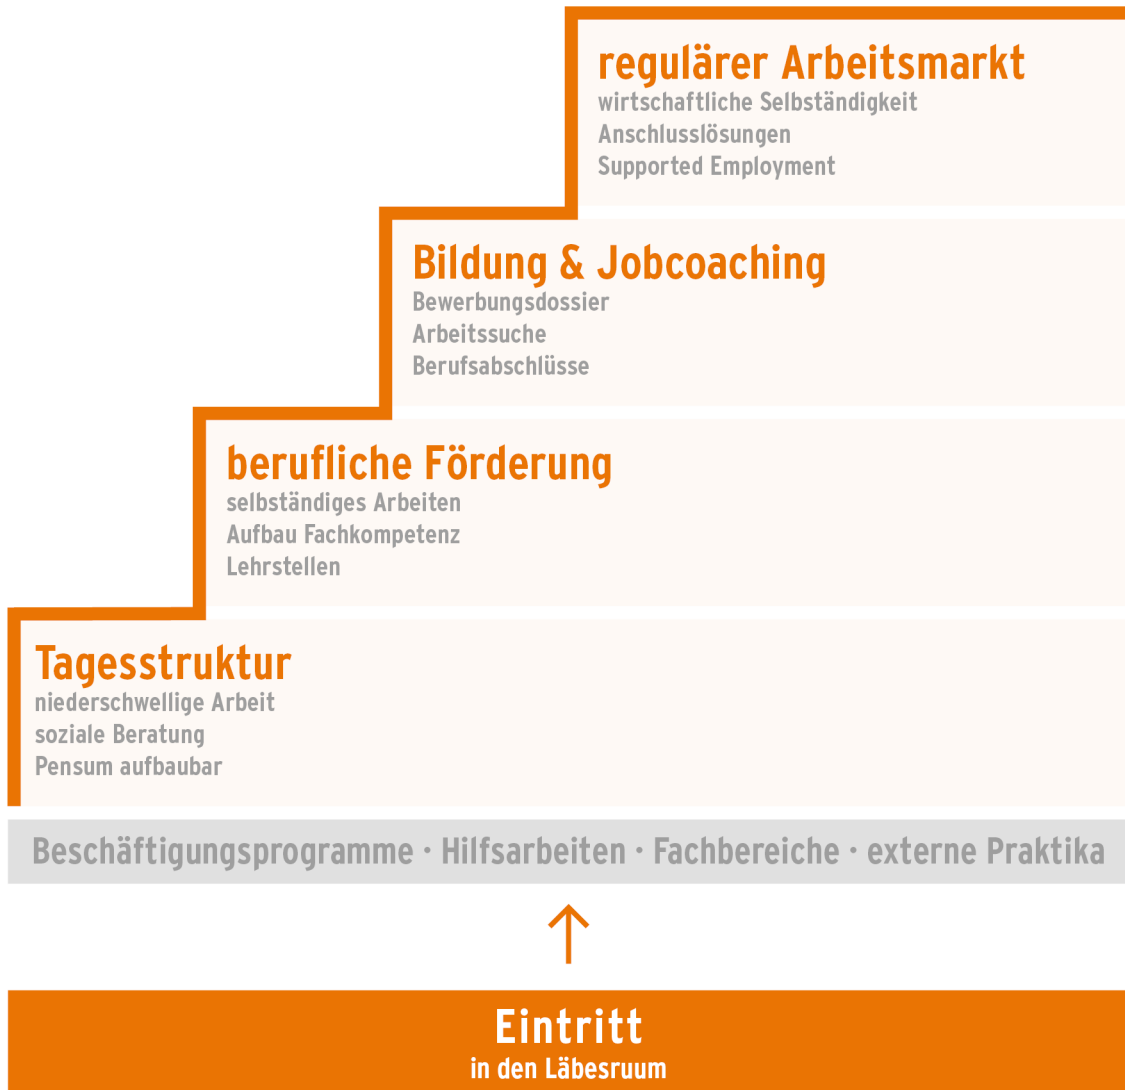 regulärer Arbeitsmarkt
wirtschaftliche Selbständigkeit
Anschlusslösungen
Supported Employment
Bildung & Jobcoaching
Bewerbungsdossier
Arbeitssuche
Berufsabschlüsse
berufliche Förderung
selbständiges Arbeiten
Aufbau Fachkompetenz
Lehrstellen
Tagesstruktur
niederschwellige Arbeit
soziale Beratung
Pensum aufbaubar
Beschäftigungsprogramme · Hilfsarbeiten · Fachbereiche · externe Praktika
Eintritt
in den Läbesruum